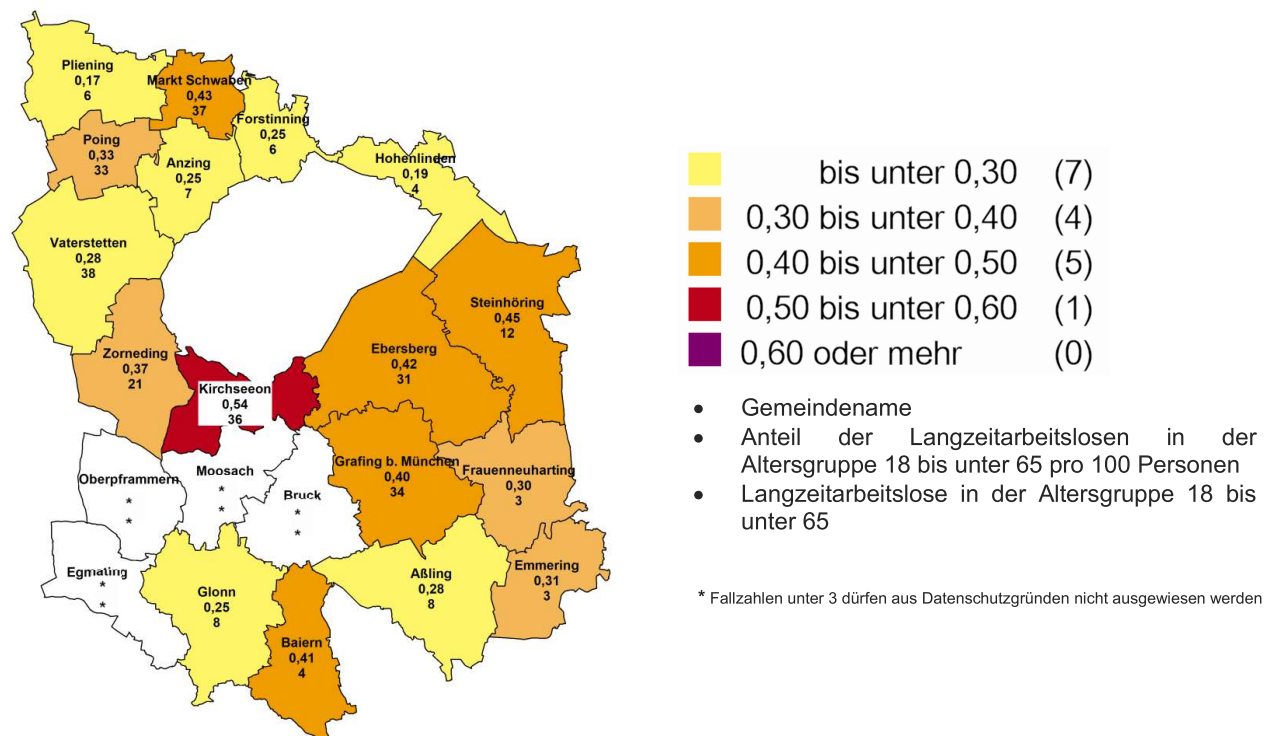 Pliening
0,17
6
Markt Schwaben
0,43
37
Forstinning
0,25
6
Poing
0,33
33
Anzing
0,25
7
Hohenlinden
0,19
4
Vaterstetten
0,28
38
Steinhöring
0,45
12
Zorneding
0,37
21
Ebersberg
0,42
31
Kirchseeon
0,54
36
Grafing b. München
0,40
34
Frauenneuharting
0,30
3
Moosach
*
*
Oberpframmern
*
*
Bruck
*
*
Egmating
*
*
Glonn
0,25
8
Aßling
0,28
8
Emmering
0,31
3
Baiern
0,41
4
bis unter 0,30 (7)
0,30 bis unter 0,40 (4)
0,40 bis unter 0,50 (5)
0,50 bis unter 0,60 (1)
0,60 oder mehr (0)
• Gemeindename
• Anteil der Langzeitarbeitslosen in der
Altersgruppe 18 bis unter 65 pro 100 Personen
• Langzeitarbeitslose in der Altersgruppe 18 bis
unter 65
* Fallzahlen unter 3 dürfen aus Datenschutzgründen nicht ausgewiesen werden